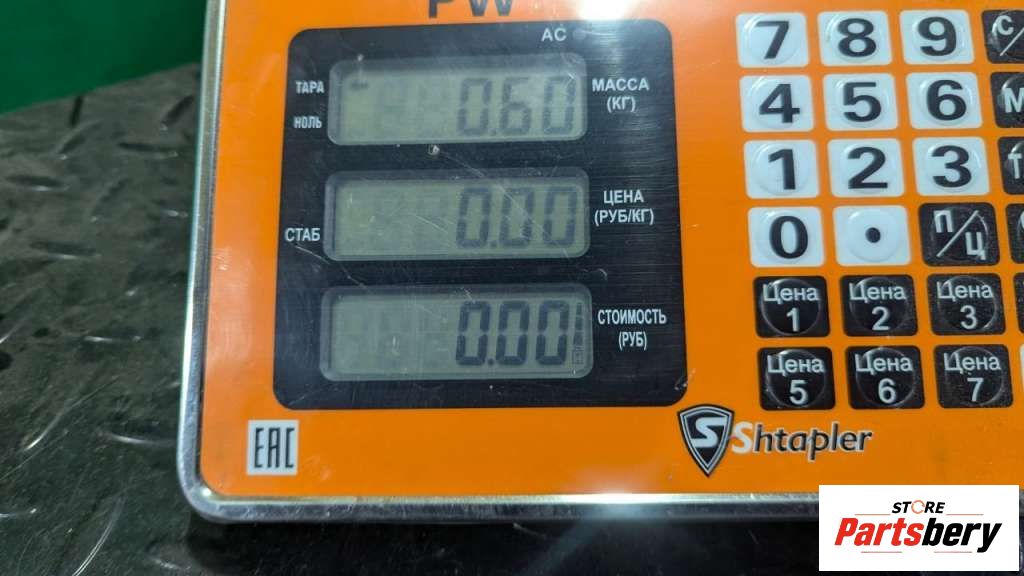 PW
AC
ТАРА
НОЛЬ
0.60
МАССА
(КГ)
СТАБ
0.00
ЦЕНА
(РУБ/КГ)
0.00
СТОИМОСТЬ
(РУБ)
7 8 9 С/
4 5 6 М
1 2 3
0 . П/Ц
Цена 1
Цена 2
Цена 3
Цена 5
Цена 6
Цена 7
EAC
S Shtapler
STORE
Partsbery